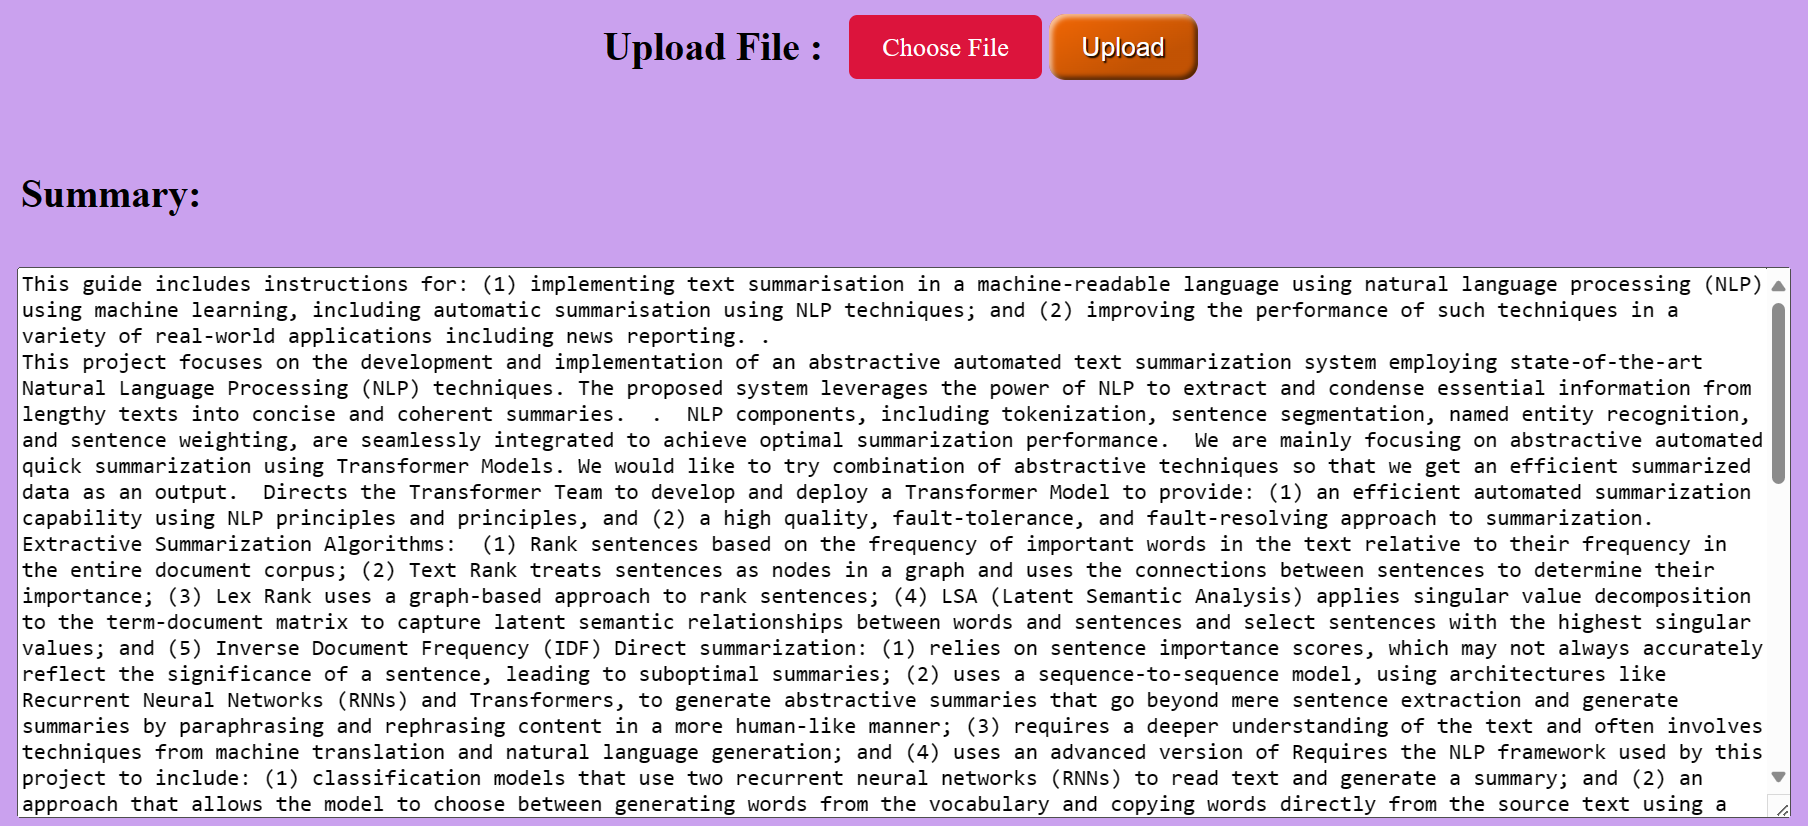 Upload File : Choose File Upload
Summary:
This guide includes instructions for: (1) implementing text summarisation in a machine-readable language using natural language processing (NLP)
using machine learning, including automatic summarisation using NLP techniques; and (2) improving the performance of such techniques in a
variety of real-world applications including news reporting. .
This project focuses on the development and implementation of an abstractive automated text summarization system employing state-of-the-art
Natural Language Processing (NLP) techniques. The proposed system leverages the power of NLP to extract and condense essential information from
lengthy texts into concise and coherent summaries.  .  NLP components, including tokenization, sentence segmentation, named entity recognition,
and sentence weighting, are seamlessly integrated to achieve optimal summarization performance.  We are mainly focusing on abstractive automated
quick summarization using Transformer Models. We would like to try combination of abstractive techniques so that we get an efficient summarized
data as an output.  Directs the Transformer Team to develop and deploy a Transformer Model to provide: (1) an efficient automated summarization
capability using NLP principles and principles, and (2) a high quality, fault-tolerance, and fault-resolving approach to summarization.
Extractive Summarization Algorithms:  (1) Rank sentences based on the frequency of important words in the text relative to their frequency in
the entire document corpus; (2) Text Rank treats sentences as nodes in a graph and uses the connections between sentences to determine their
importance; (3) Lex Rank uses a graph-based approach to rank sentences; (4) LSA (Latent Semantic Analysis) applies singular value decomposition
to the term-document matrix to capture latent semantic relationships between words and sentences and select sentences with the highest singular
values; and (5) Inverse Document Frequency (IDF) Direct summarization: (1) relies on sentence importance scores, which may not always accurately
reflect the significance of a sentence, leading to suboptimal summaries; (2) uses a sequence-to-sequence model, using architectures like
Recurrent Neural Networks (RNNs) and Transformers, to generate abstractive summaries that go beyond mere sentence extraction and generate
summaries by paraphrasing and rephrasing content in a more human-like manner; (3) requires a deeper understanding of the text and often involves
techniques from machine translation and natural language generation; and (4) uses an advanced version of Requires the NLP framework used by this
project to include: (1) classification models that use two recurrent neural networks (RNNs) to read text and generate a summary; and (2) an
approach that allows the model to choose between generating words from the vocabulary and copying words directly from the source text using a